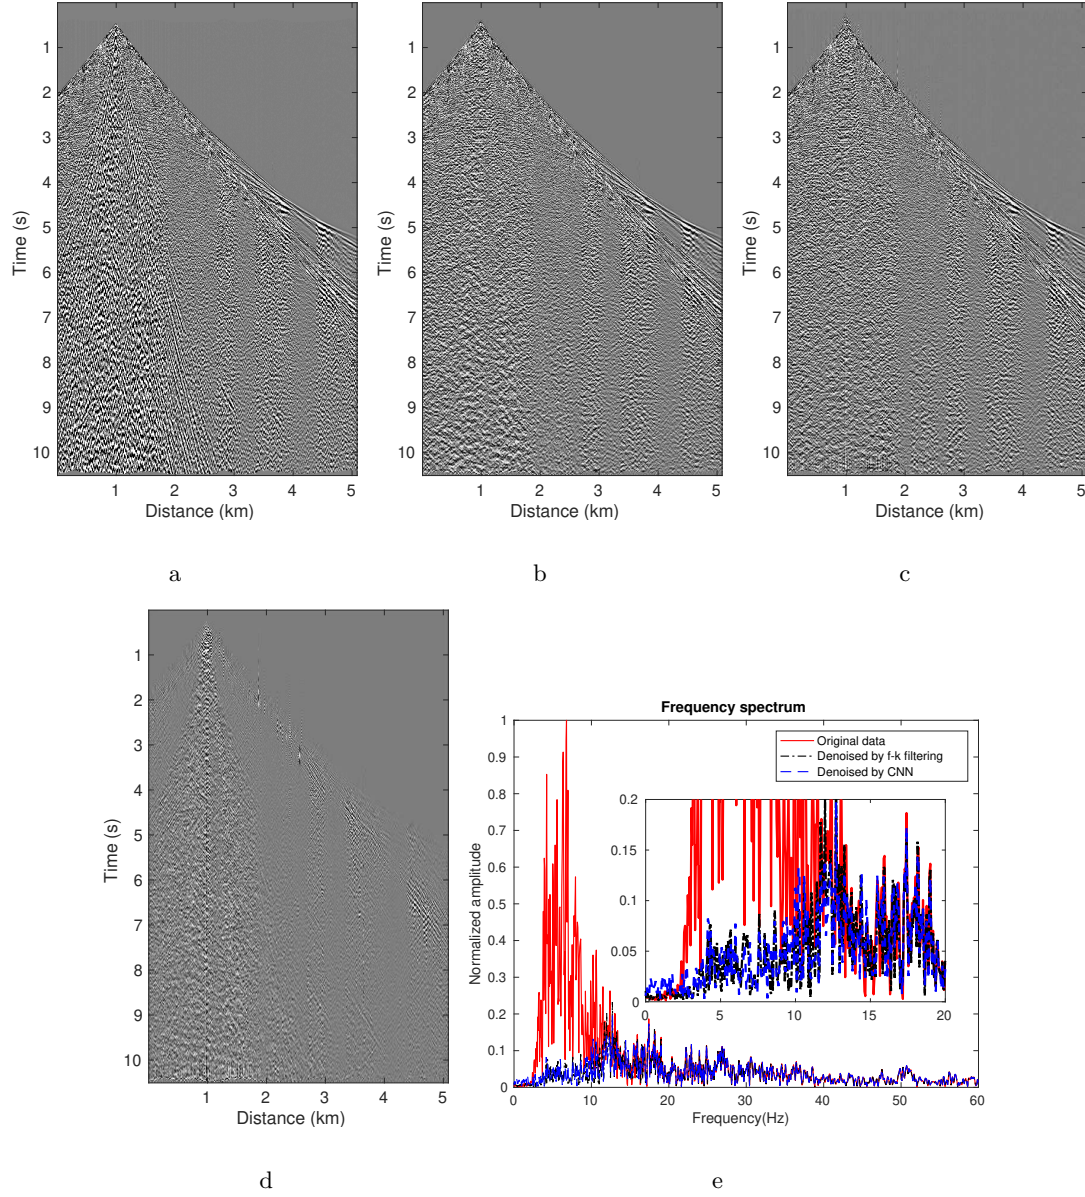 1
2
3
4
5
6
7
8
9
10
Time (s)
1 2 3 4 5
Distance (km)
a
1
2
3
4
5
6
7
8
9
10
Time (s)
1 2 3 4 5
Distance (km)
b
1
2
3
4
5
6
7
8
9
10
Time (s)
1 2 3 4 5
Distance (km)
c
1
2
3
4
5
6
7
8
9
10
Time (s)
1 2 3 4 5
Distance (km)
d
Frequency spectrum
1
0.9
0.8
0.7
0.6
0.5
0.4
0.3
0.2
0.1
0
Normalized amplitude
Original data
Denoised by f-k filtering
Denoised by CNN
0.2
0.15
0.1
0.05
0
0 5 10 15 20
0 10 20 30 40 50 60
Frequency(Hz)
e